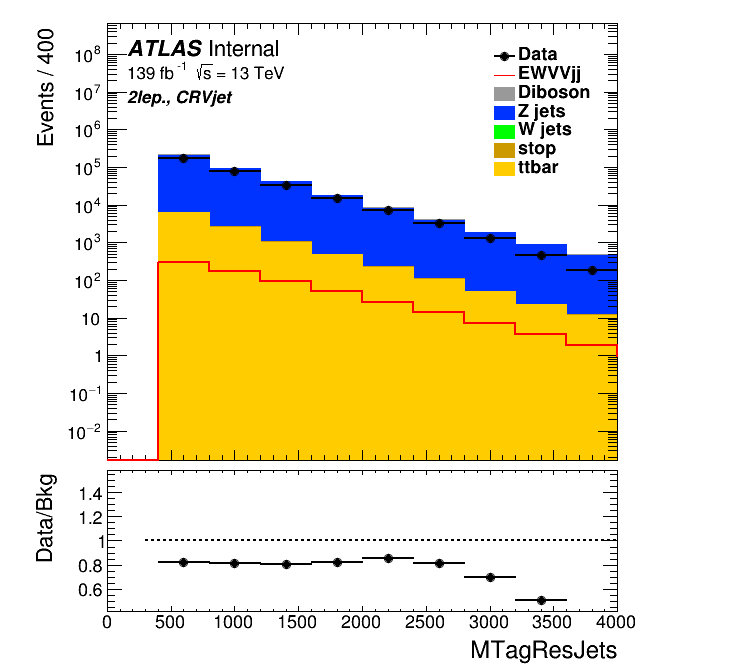 Events / 400
10⁸
10⁷
10⁶
10⁵
10⁴
10³
10²
10
1
10⁻¹
10⁻²
ATLAS Internal
139 fb⁻¹ √s = 13 TeV
2lep., CRVjet
Data
EWVVjj
Diboson
Z jets
W jets
stop
ttbar
Data/Bkg
1.4
1.2
1
0.8
0.6
0 500 1000 1500 2000 2500 3000 3500 4000
MTagResJets